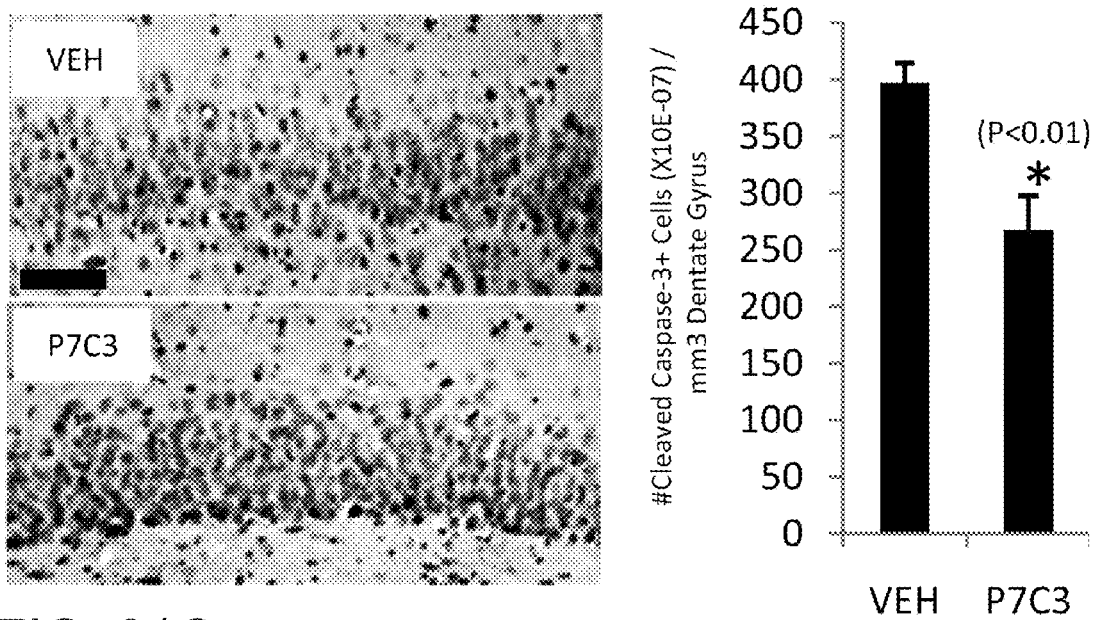 VEH
P7C3
#Cleaved Caspase-3+ Cells (X10E-07) /
mm3 Dentate Gyrus
450
400
350
300
250
200
150
100
50
0
(P<0.01)
*
VEH P7C3